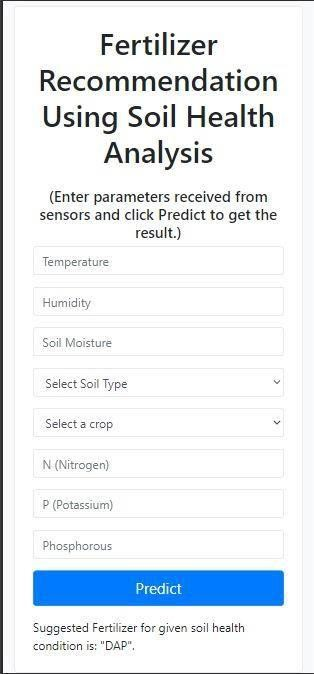 Fertilizer
Recommendation
Using Soil Health
Analysis
(Enter parameters received from
sensors and click Predict to get the
result.)
Temperature
Humidity
Soil Moisture
Select Soil Type
Select a crop
N (Nitrogen)
P (Potassium)
Phosphorous
Predict
Suggested Fertilizer for given soil health
condition is: "DAP".